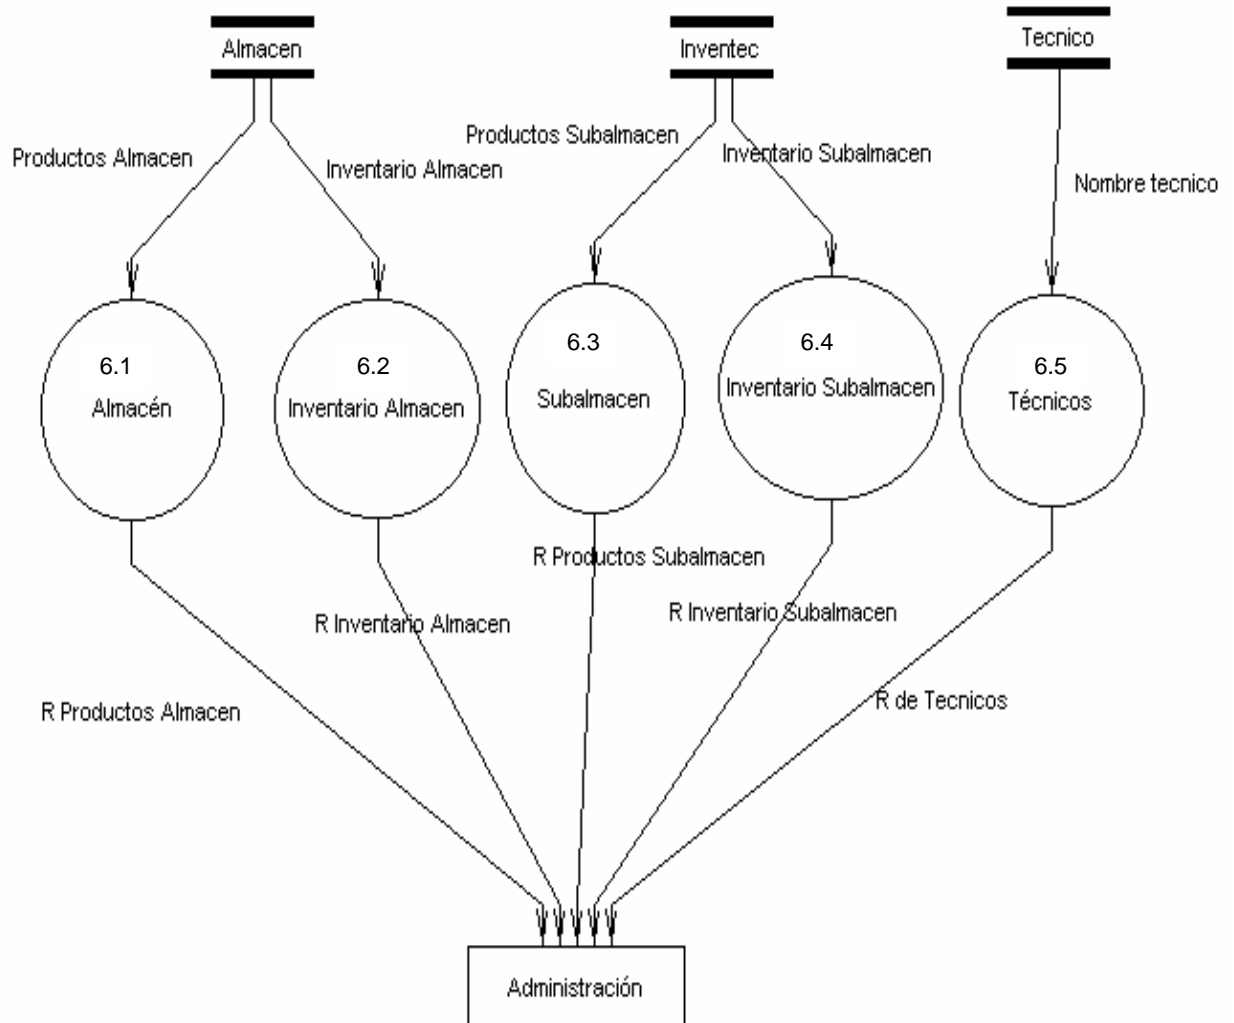 Almacen
Inventec
Tecnico
Productos Almacen
Inventario Almacen
Productos Subalmacen
Inventario Subalmacen
Nombre tecnico
6.1
Almacén
6.2
Inventario Almacen
6.3
Subalmacen
6.4
Inventario Subalmacen
6.5
Técnicos
R Productos Almacen
R Inventario Almacen
R Productos Subalmacen
R Inventario Subalmacen
R de Tecnicos
Administración